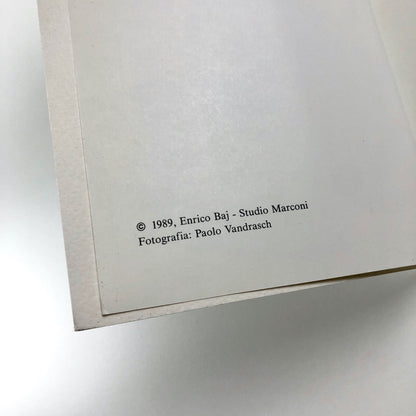 © 1989, Enrico Baj - Studio Marconi
Fotografia: Paolo Vandrasch